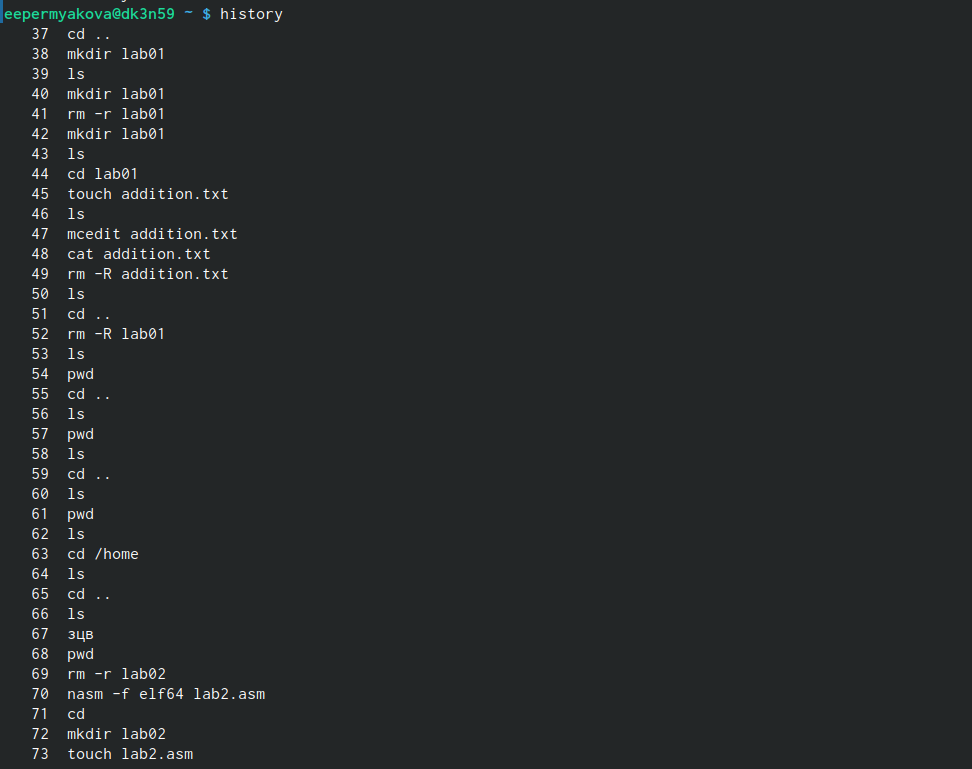 eepermyakova@dk3n59 ~ $ history
37 cd ..
38 mkdir lab01
39 ls
40 mkdir lab01
41 rm -r lab01
42 mkdir lab01
43 ls
44 cd lab01
45 touch addition.txt
46 ls
47 mcedit addition.txt
48 cat addition.txt
49 rm -R addition.txt
50 ls
51 cd ..
52 rm -R lab01
53 ls
54 pwd
55 cd ..
56 ls
57 pwd
58 ls
59 cd ..
60 ls
61 pwd
62 ls
63 cd /home
64 ls
65 cd ..
66 ls
67 зцв
68 pwd
69 rm -r lab02
70 nasm -f elf64 lab2.asm
71 cd
72 mkdir lab02
73 touch lab2.asm